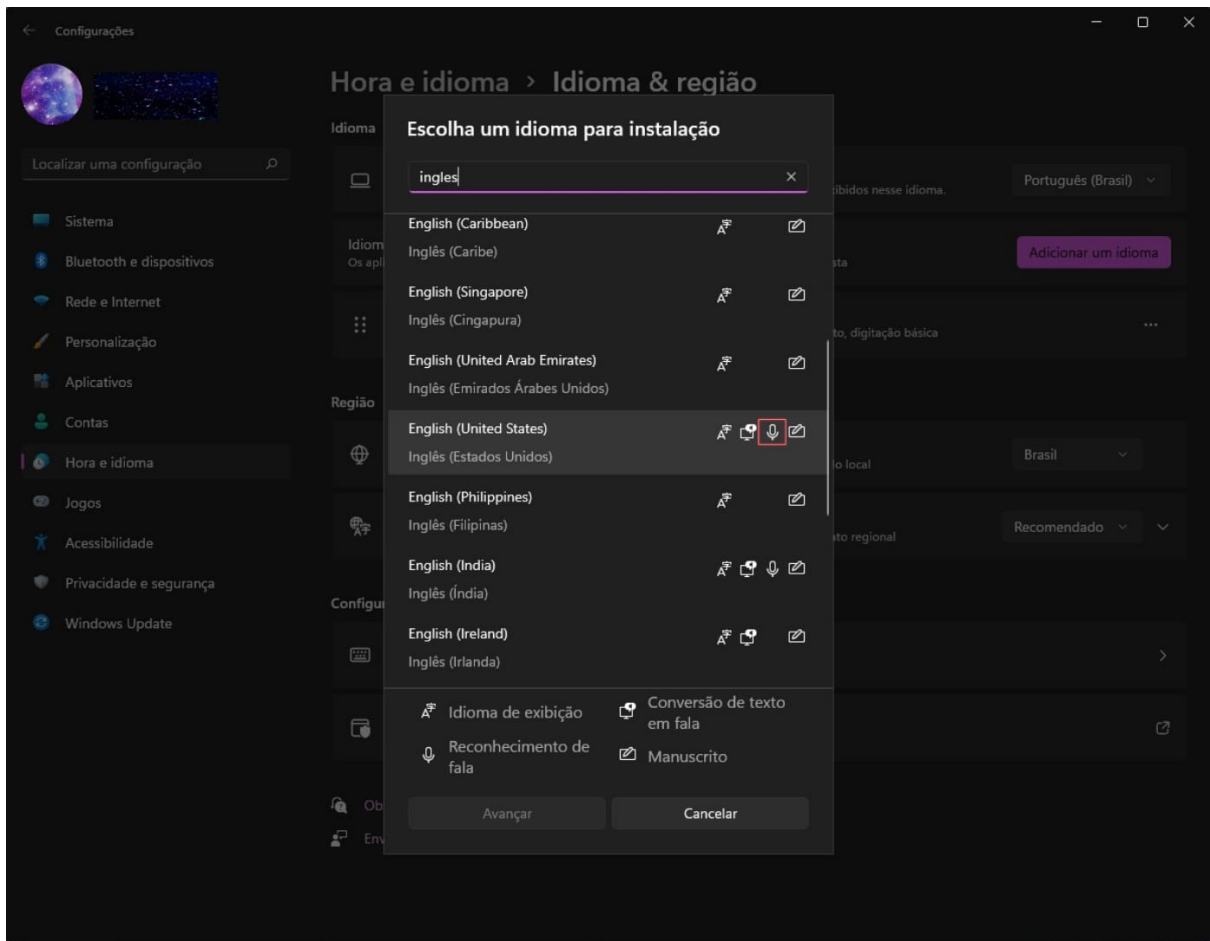 Configurações
Hora e idioma > Idioma & região
Localizar uma configuração
Sistema
Bluetooth e dispositivos
Rede e Internet
Personalização
Aplicativos
Contas
Hora e idioma
Jogos
Acessibilidade
Privacidade e segurança
Windows Update
Idioma
ibidos nesse idioma.
Português (Brasil)
Idiom
Os apli
sta
Adicionar um idioma
to, digitação básica
Região
lo local
Brasil
nto regional
Recomendado
Configur
Ob
Env
Escolha um idioma para instalação
ingles
English (Caribbean)
Inglês (Caribe)
English (Singapore)
Inglês (Cingapura)
English (United Arab Emirates)
Inglês (Emirados Árabes Unidos)
English (United States)
Inglês (Estados Unidos)
English (Philippines)
Inglês (Filipinas)
English (India)
Inglês (Índia)
English (Ireland)
Inglês (Irlanda)
Idioma de exibição
Conversão de texto
em fala
Reconhecimento de
fala
Manuscrito
Avançar
Cancelar